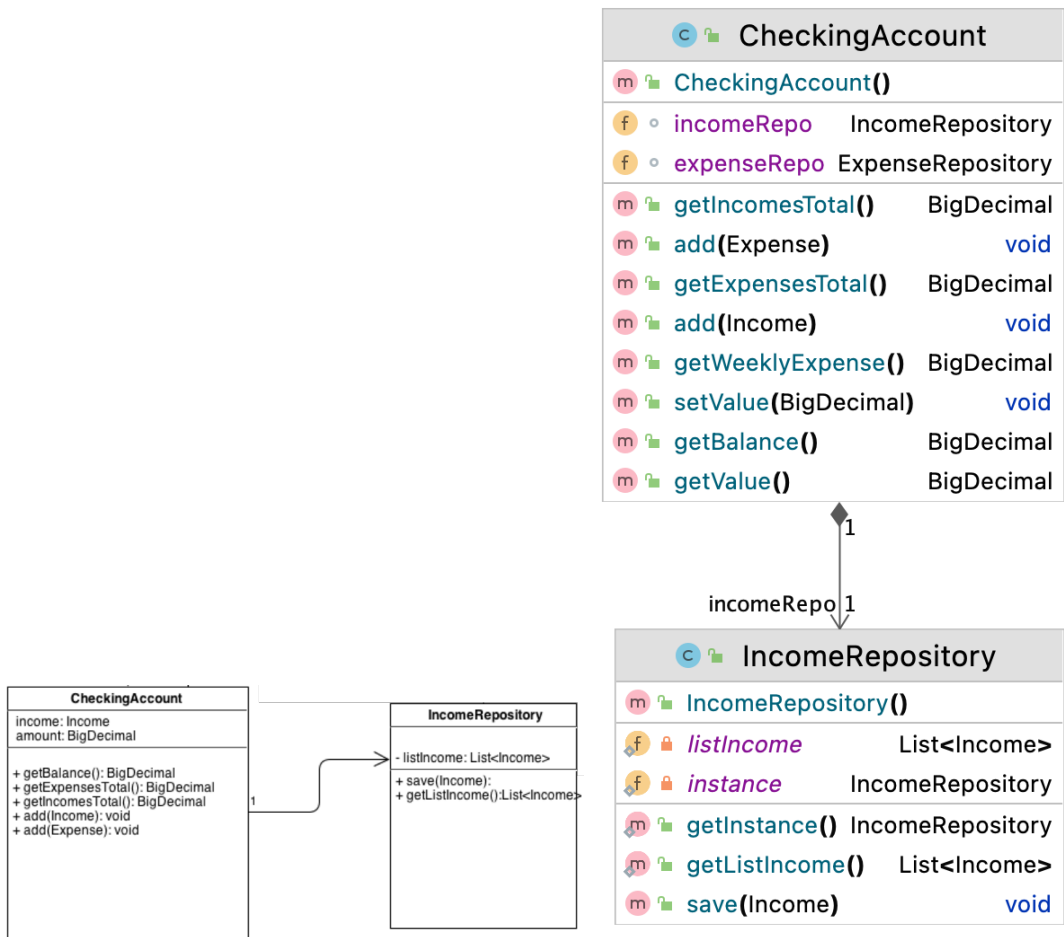 CheckingAccount
CheckingAccount()
incomeRepo IncomeRepository
expenseRepo ExpenseRepository
getIncomesTotal() BigDecimal
add(Expense) void
getExpensesTotal() BigDecimal
add(Income) void
getWeeklyExpense() BigDecimal
setValue(BigDecimal) void
getBalance() BigDecimal
getValue() BigDecimal
1
incomeRepo 1
IncomeRepository
IncomeRepository()
listIncome List<Income>
instance IncomeRepository
getInstance() IncomeRepository
getListIncome() List<Income>
save(Income) void
CheckingAccount
income: Income
amount: BigDecimal
+ getBalance(): BigDecimal
+ getExpensesTotal(): BigDecimal
+ getIncomesTotal(): BigDecimal
+ add(Income): void
+ add(Expense): void
1
IncomeRepository
- listIncome: List<Income>
+ save(Income):
+ getListIncome():List<Income>